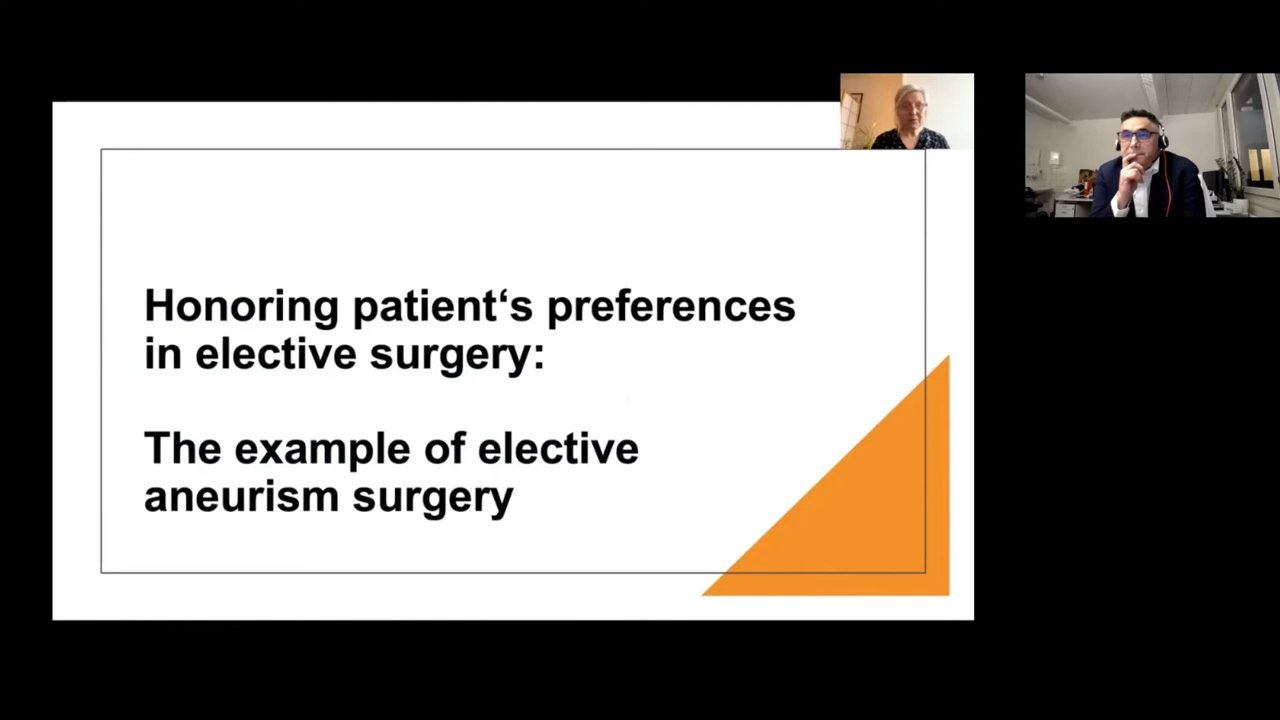 Honoring patient‘s preferences
in elective surgery:
The example of elective
aneurism surgery